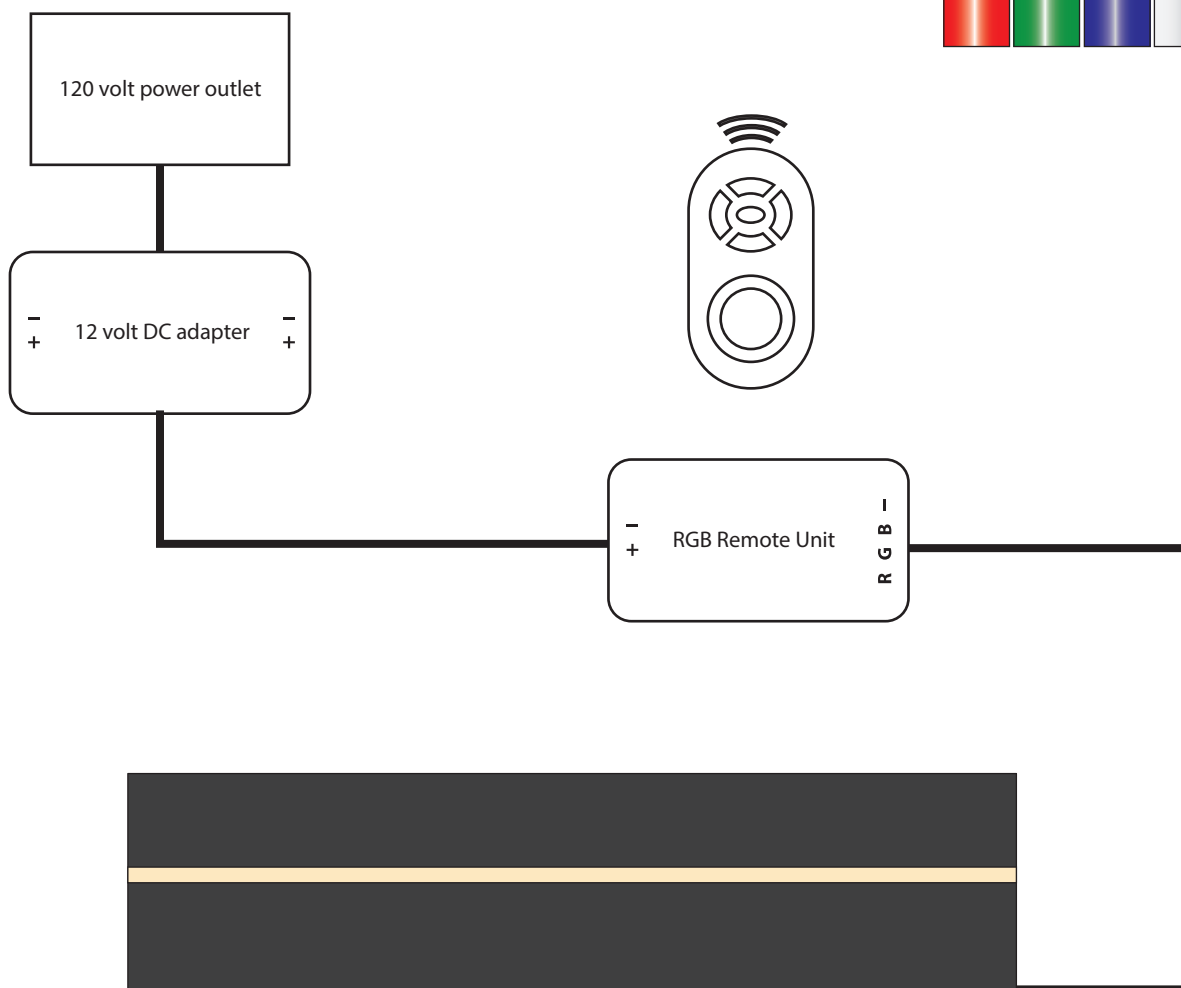 120 volt power outlet
− 12 volt DC adapter −
+ +
− RGB Remote Unit
+
R G B −